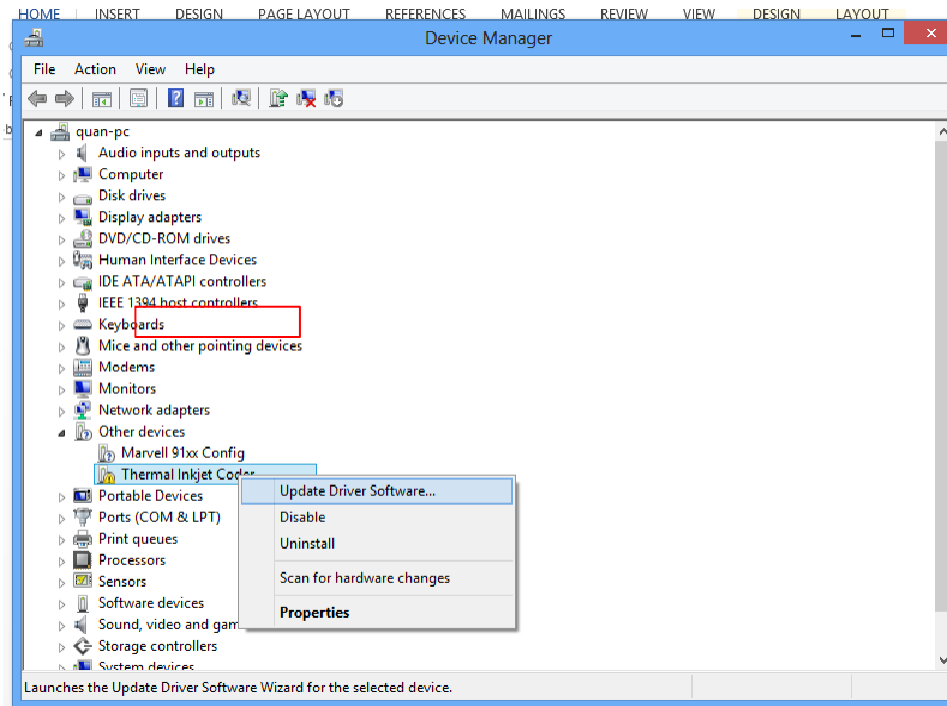 HOME INSERT DESIGN PAGE LAYOUT REFERENCES MAILINGS REVIEW VIEW DESIGN LAYOUT
Device Manager
File Action View Help
quan-pc
Audio inputs and outputs
Computer
Disk drives
Display adapters
DVD/CD-ROM drives
Human Interface Devices
IDE ATA/ATAPI controllers
IEEE 1394 host controllers
Keyboards
Mice and other pointing devices
Modems
Monitors
Network adapters
Other devices
Marvell 91xx Config
Thermal Inkjet Coder
Portable Devices
Ports (COM & LPT)
Print queues
Processors
Sensors
Software devices
Sound, video and gam
Storage controllers
System devices
Update Driver Software...
Disable
Uninstall
Scan for hardware changes
Properties
Launches the Update Driver Software Wizard for the selected device.